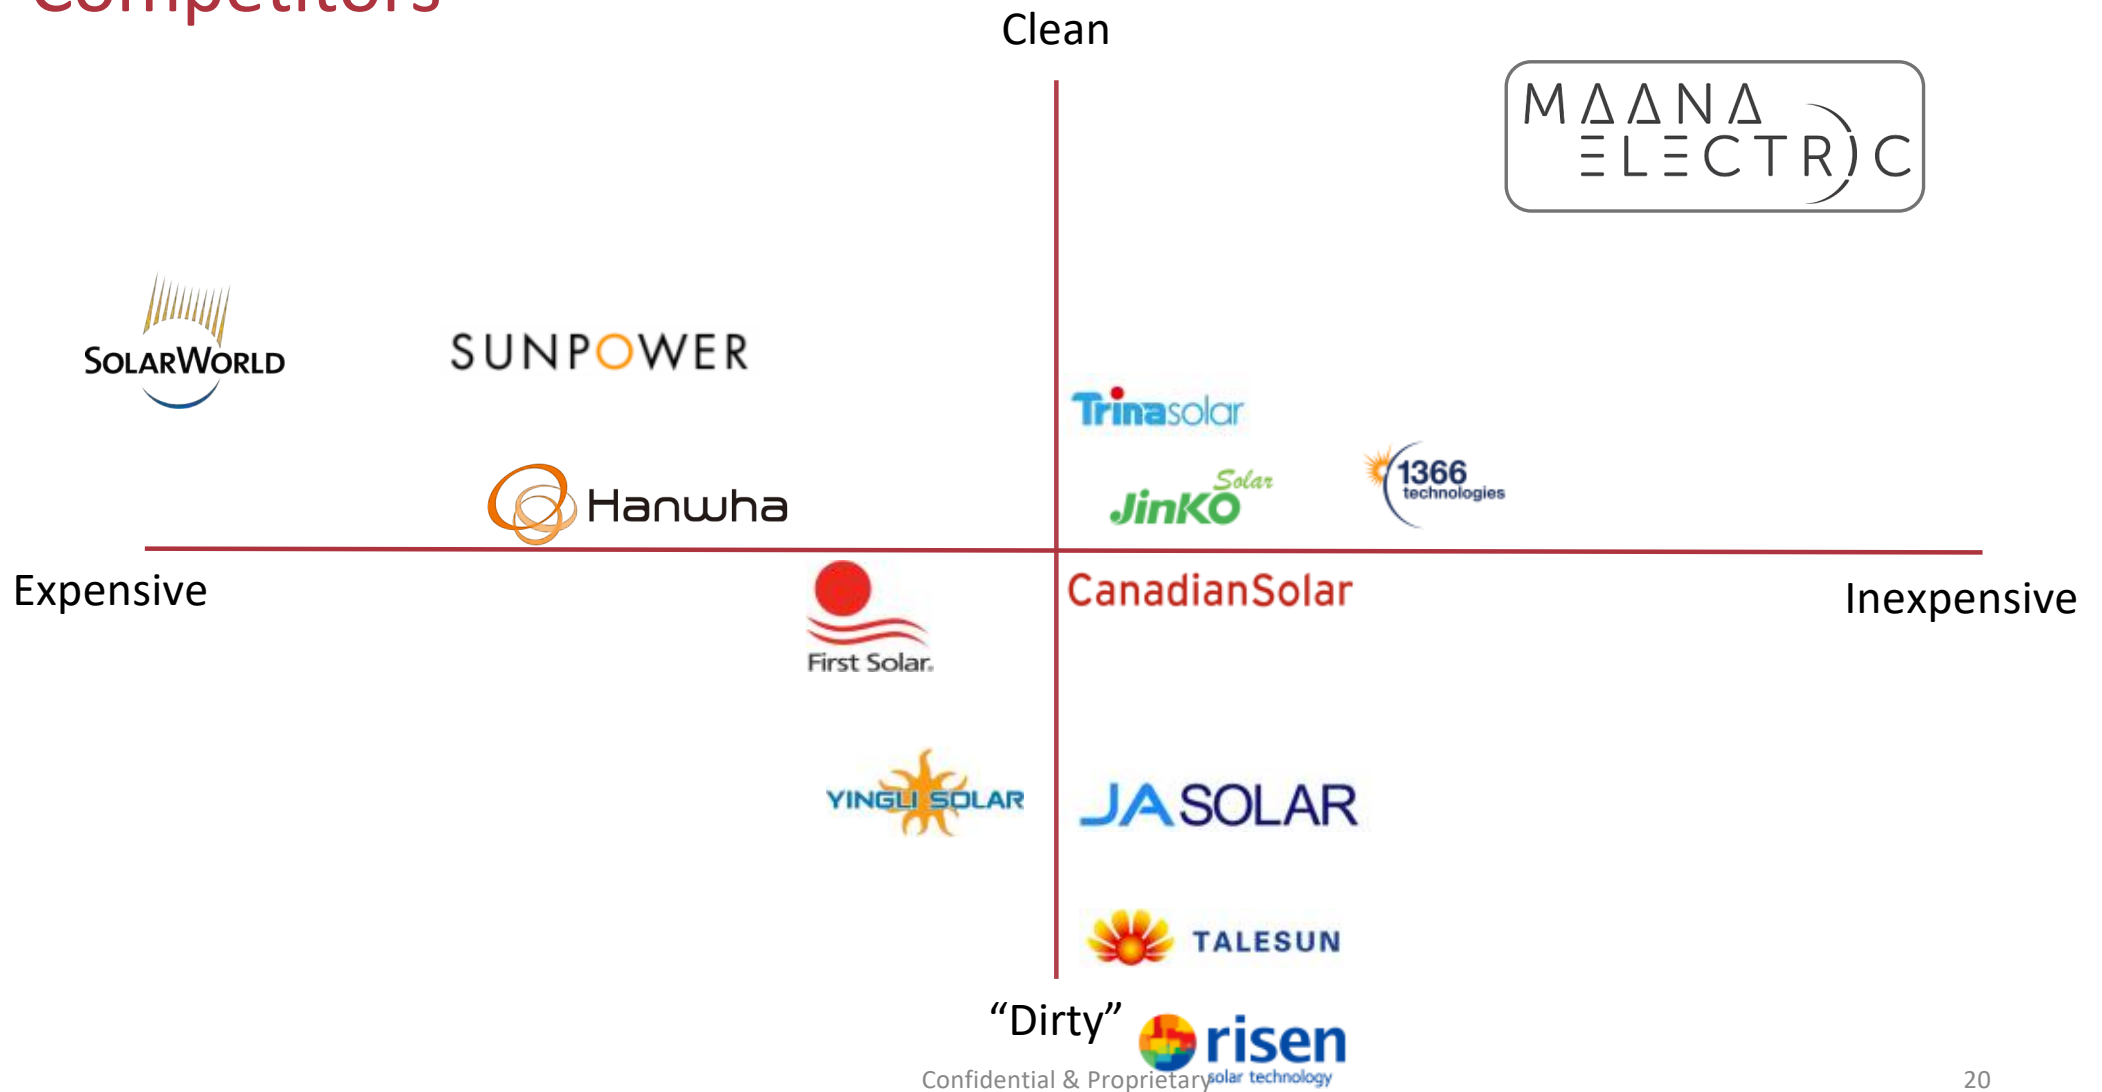 Competitors
Clean
MAANA
ELECTRIC
SOLARWORLD
SUNPOWER
Trinasolar
1366
technologies
Solar
JinKO
Hanwha
Expensive
CanadianSolar
Inexpensive
First Solar.
YINGLI SOLAR
JA SOLAR
TALESUN
“Dirty”
risen
solar technology
Confidential & Proprietary
20